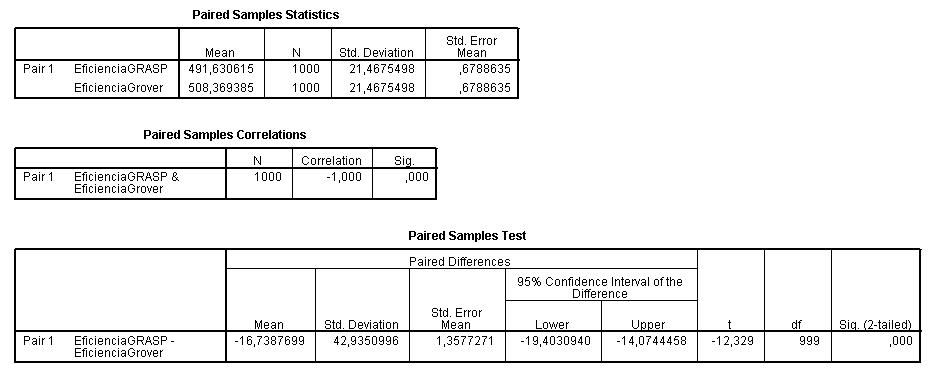 Paired Samples Statistics
Mean N Std. Deviation Std. Error Mean
Pair 1 EficienciaGRASP 491,630615 1000 21,4675498 ,6788635
EficienciaGrover 508,369385 1000 21,4675498 ,6788635
Paired Samples Correlations
N Correlation Sig.
Pair 1 EficienciaGRASP & 1000 -1,000 ,000
EficienciaGrover
Paired Samples Test
Paired Differences
95% Confidence Interval of the
Difference
Mean Std. Deviation Std. Error Mean Lower Upper t df Sig. (2-tailed)
Pair 1 EficienciaGRASP - -16,7387699 42,9350996 1,3577271 -19,4030940 -14,0744458 -12,329 999 ,000
EficienciaGrover